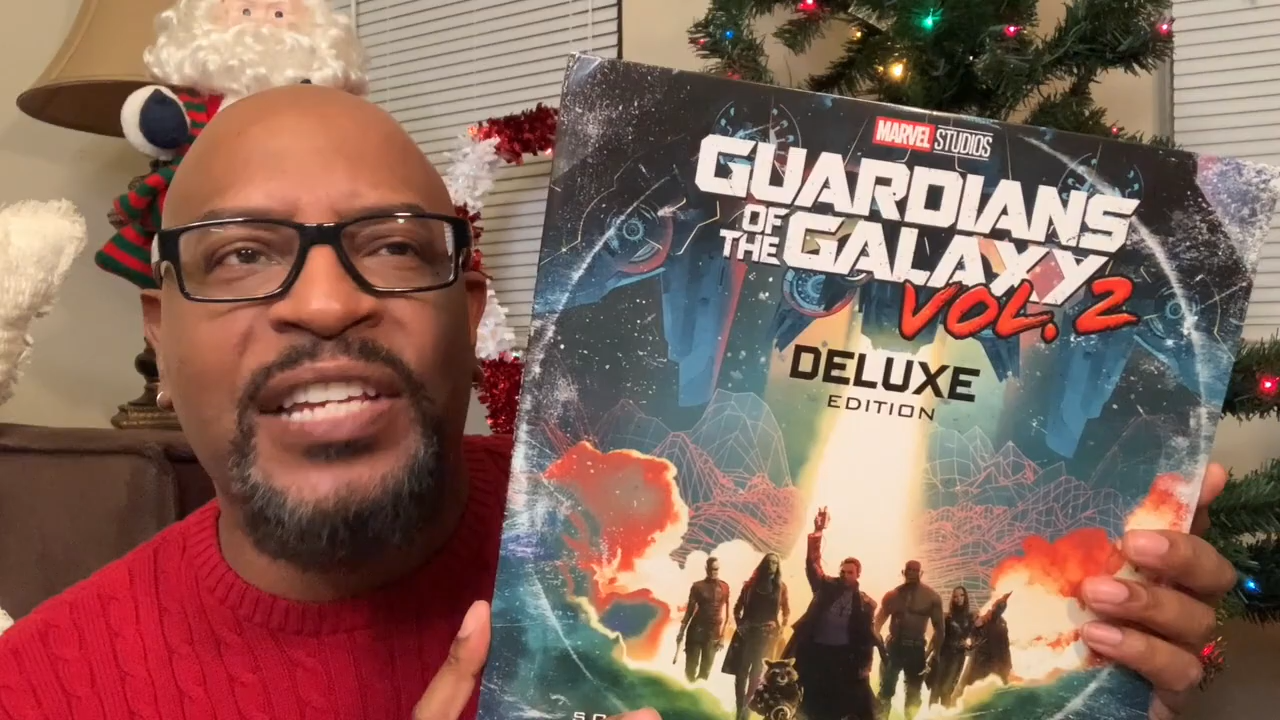 MARVEL STUDIOS
GUARDIANS
OF
THE GALAXY
VOL. 2
DELUXE
EDITION